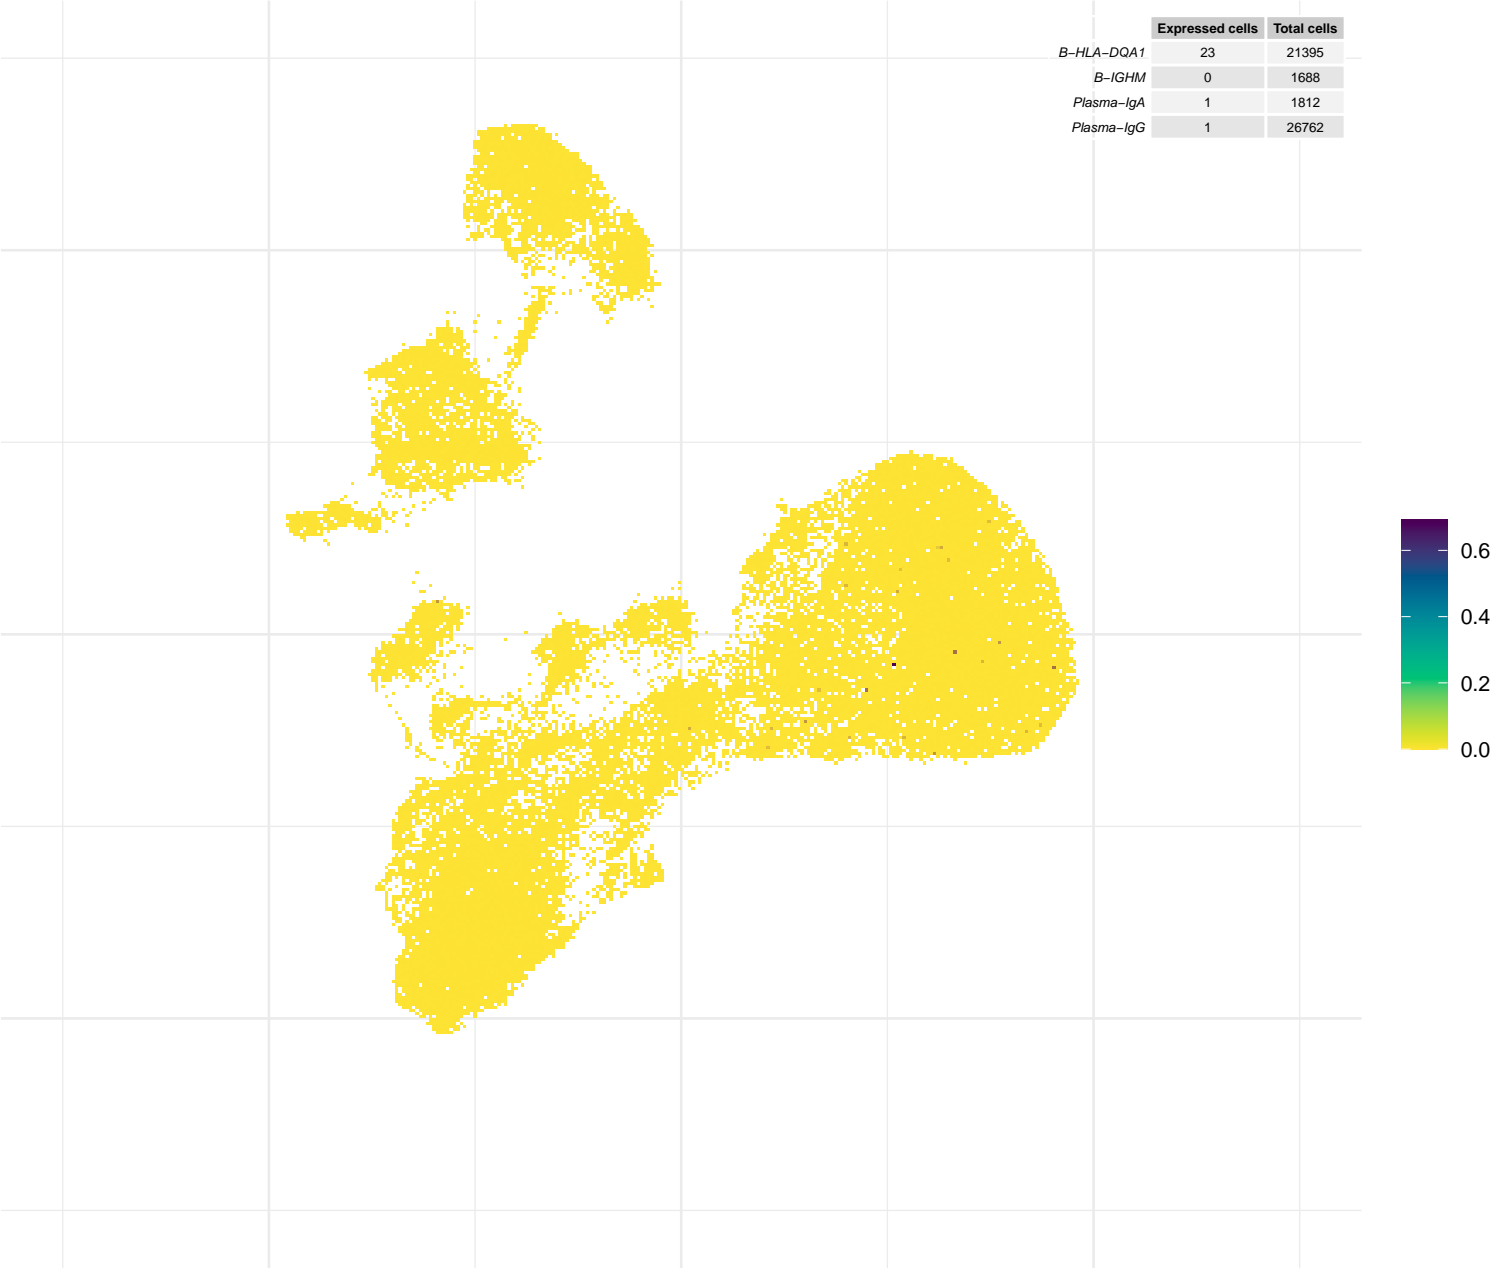 Expressed cells Total cells
B−HLA−DQA1 23 21395
B−IGHM 0 1688
Plasma−IgA 1 1812
Plasma−IgG 1 26762
0.6
0.4
0.2
0.0